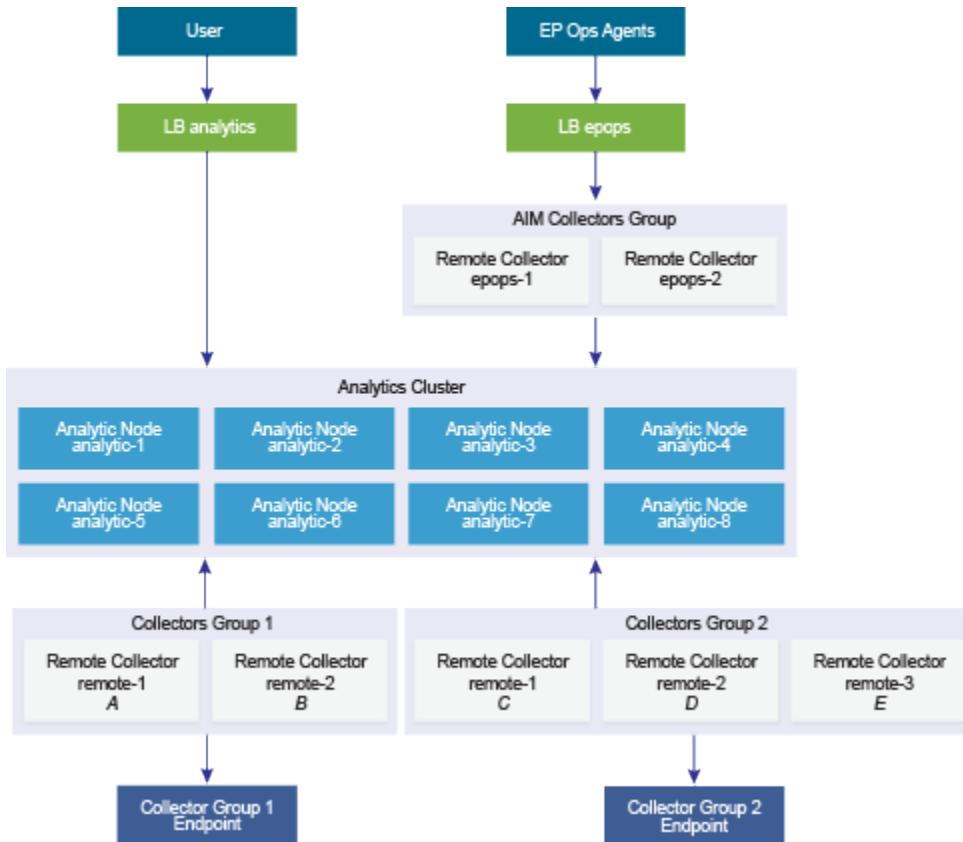 User
EP Ops Agents
LB analytics
LB epops
AIM Collectors Group
Remote Collector
epops-1
Remote Collector
epops-2
Analytics Cluster
Analytic Node
analytic-1
Analytic Node
analytic-2
Analytic Node
analytic-3
Analytic Node
analytic-4
Analytic Node
analytic-5
Analytic Node
analytic-6
Analytic Node
analytic-7
Analytic Node
analytic-8
Collectors Group 1
Remote Collector
remote-1
A
Remote Collector
remote-2
B
Collectors Group 2
Remote Collector
remote-1
C
Remote Collector
remote-2
D
Remote Collector
remote-3
E
Collector Group 1
Endpoint
Collector Group 2
Endpoint